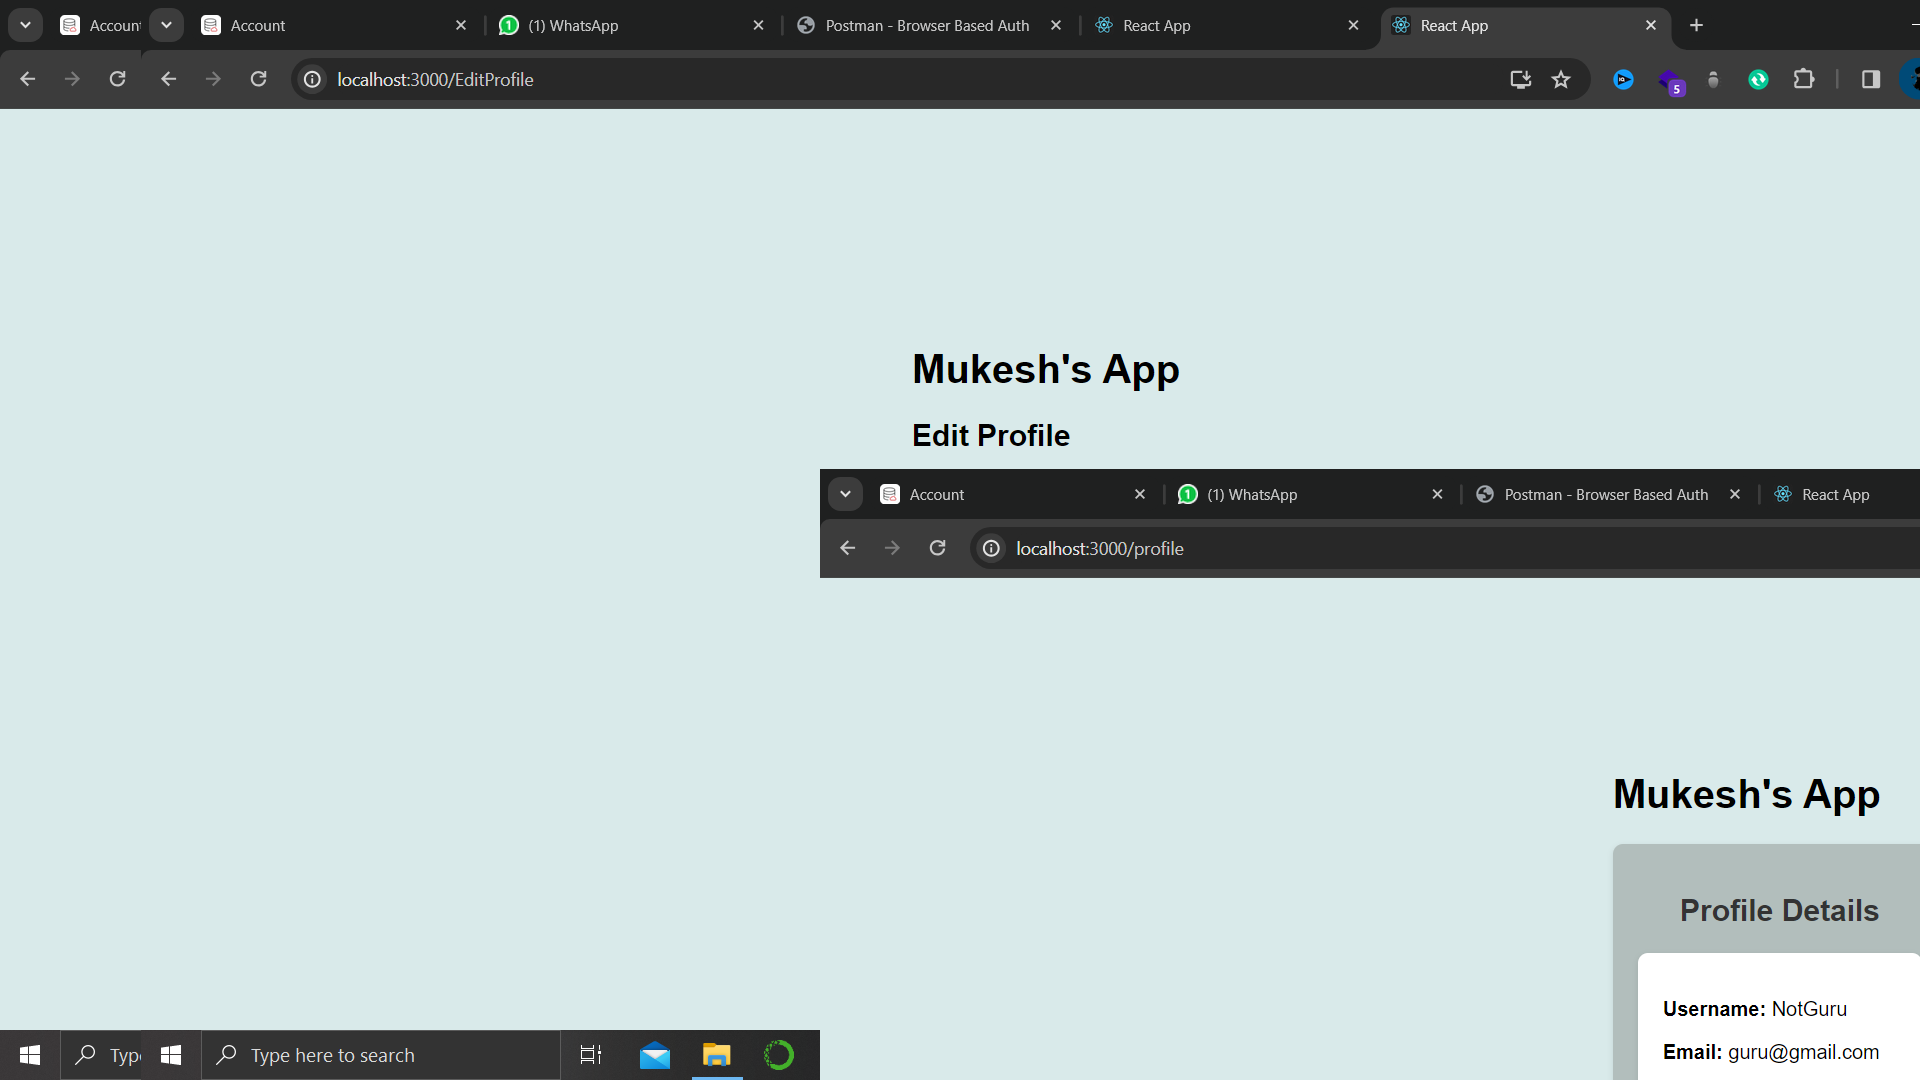 Accoun
Account
(1) WhatsApp
Postman - Browser Based Auth
React App
React App
localhost:3000/EditProfile
5
Mukesh's App
Edit Profile
Account
(1) WhatsApp
Postman - Browser Based Auth
React App
localhost:3000/profile
Mukesh's App
Profile Details
Username: NotGuru
Email: guru@gmail.com
Type
Type here to search